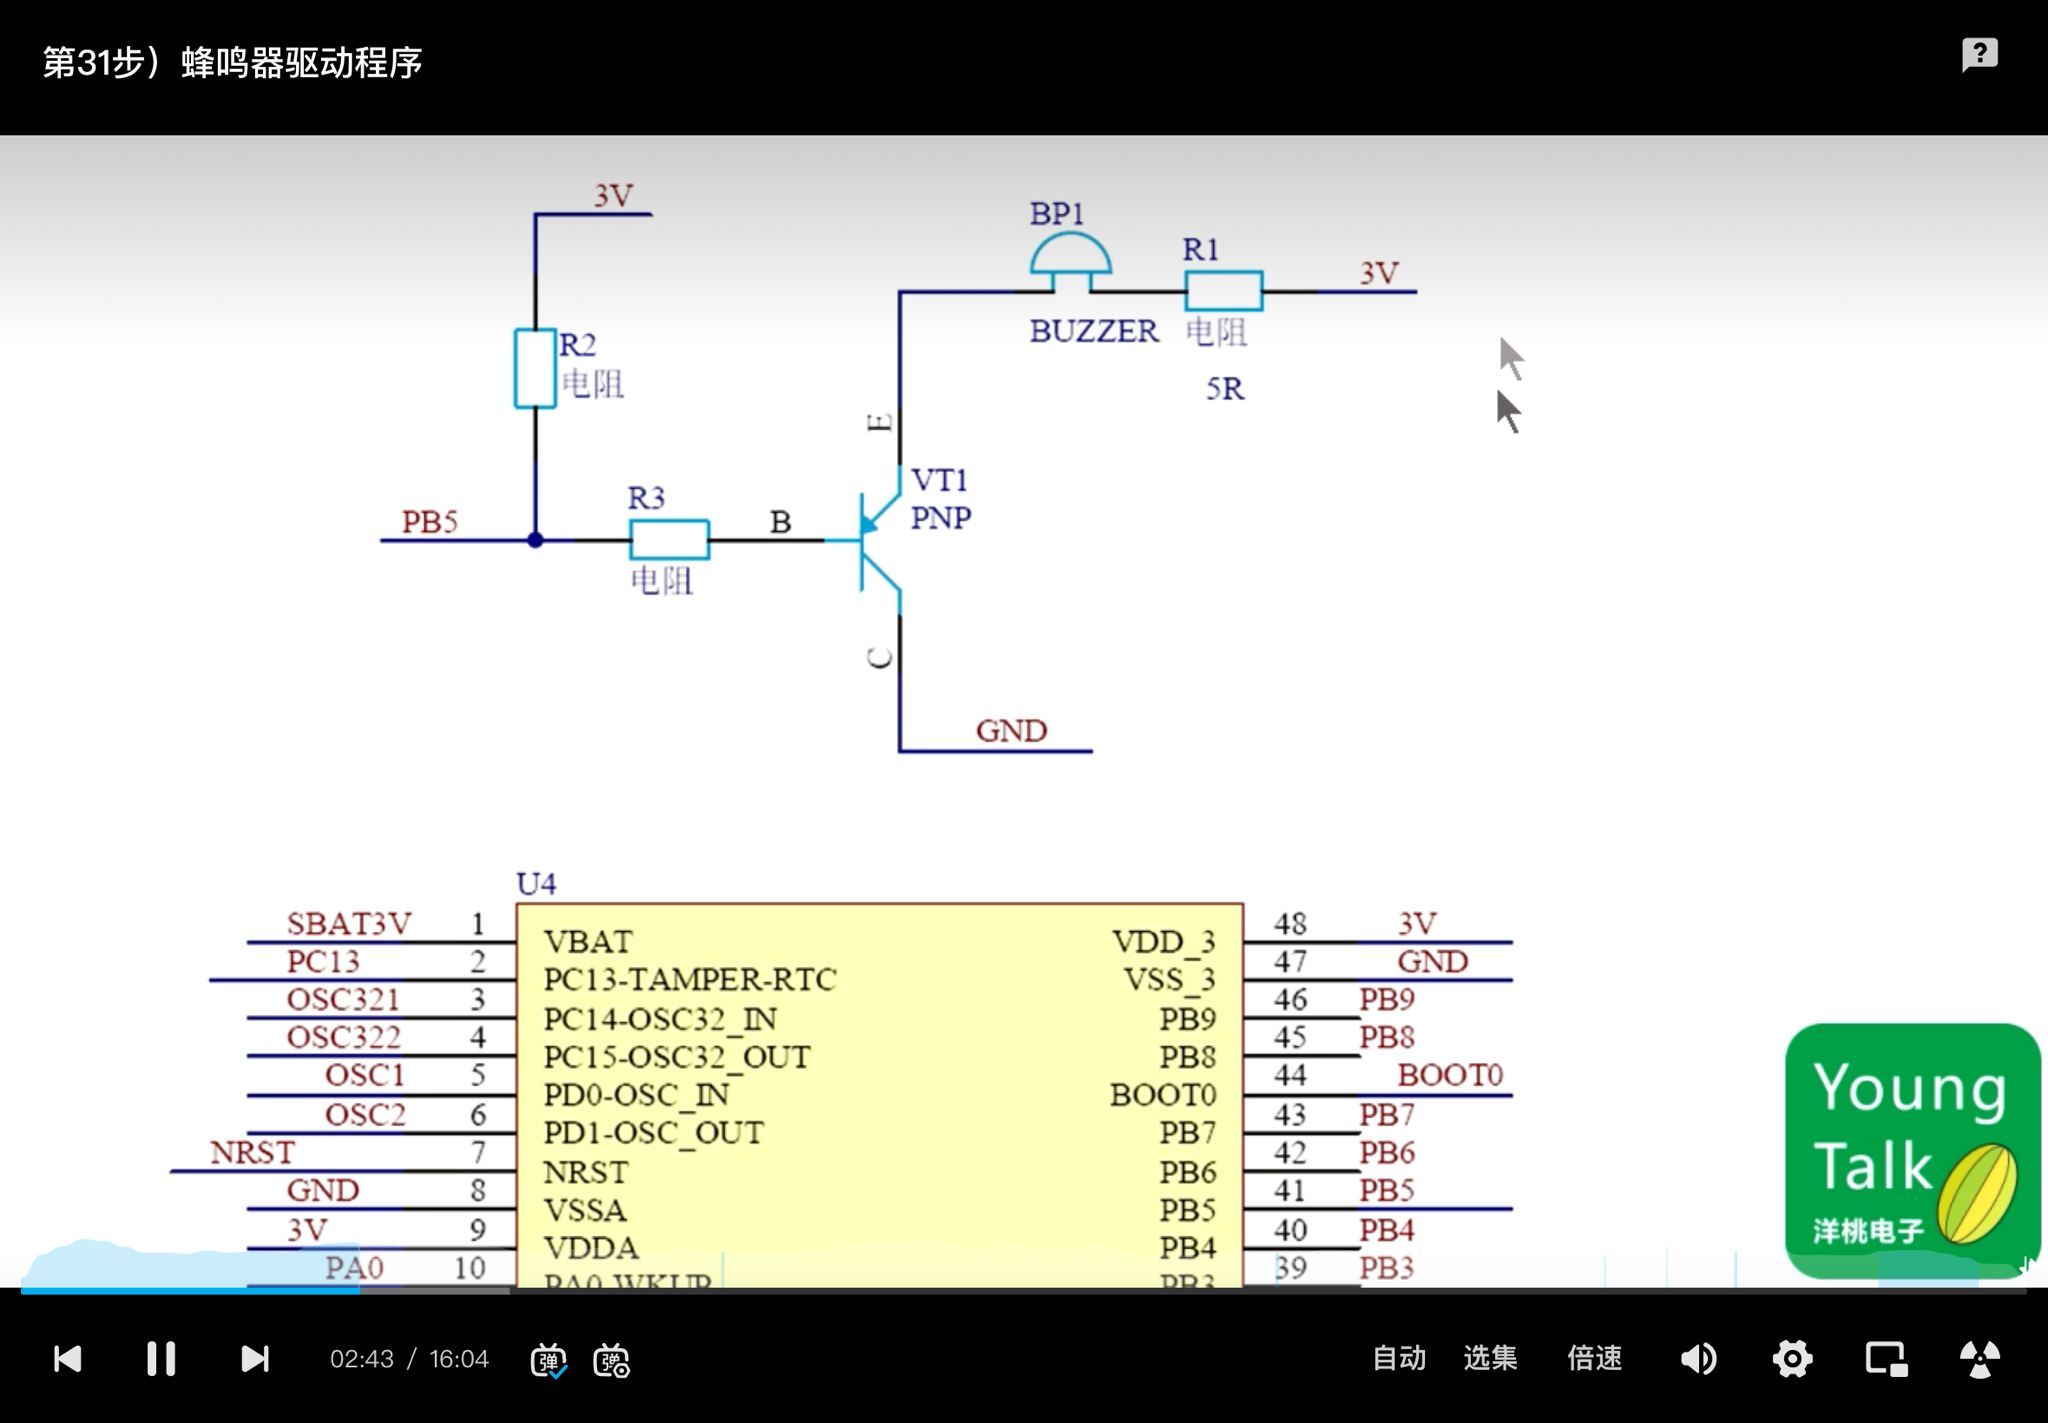 第31步）蜂鸣器驱动程序
?
3V
BP1
R1
3V
R2
电阻
BUZZER
电阻
5R
E
VT1
PNP
R3
PB5
B
电阻
C
GND
U4
SBAT3V 1 VBAT VDD_3 48 3V
PC13 2 PC13-TAMPER-RTC VSS_3 47 GND
OSC321 3 PC14-OSC32_IN PB9 46 PB9
OSC322 4 PC15-OSC32_OUT PB8 45 PB8
OSC1 5 PD0-OSC_IN BOOT0 44 BOOT0
OSC2 6 PD1-OSC_OUT PB7 43 PB7
NRST 7 NRST PB6 42 PB6
GND 8 VSSA PB5 41 PB5
3V 9 VDDA PB4 40 PB4
PA0 10 PA0-WKUP PB3 39 PB3
Young
Talk
洋桃电子
02:43 / 16:04 弹 弹 自动 选集 倍速